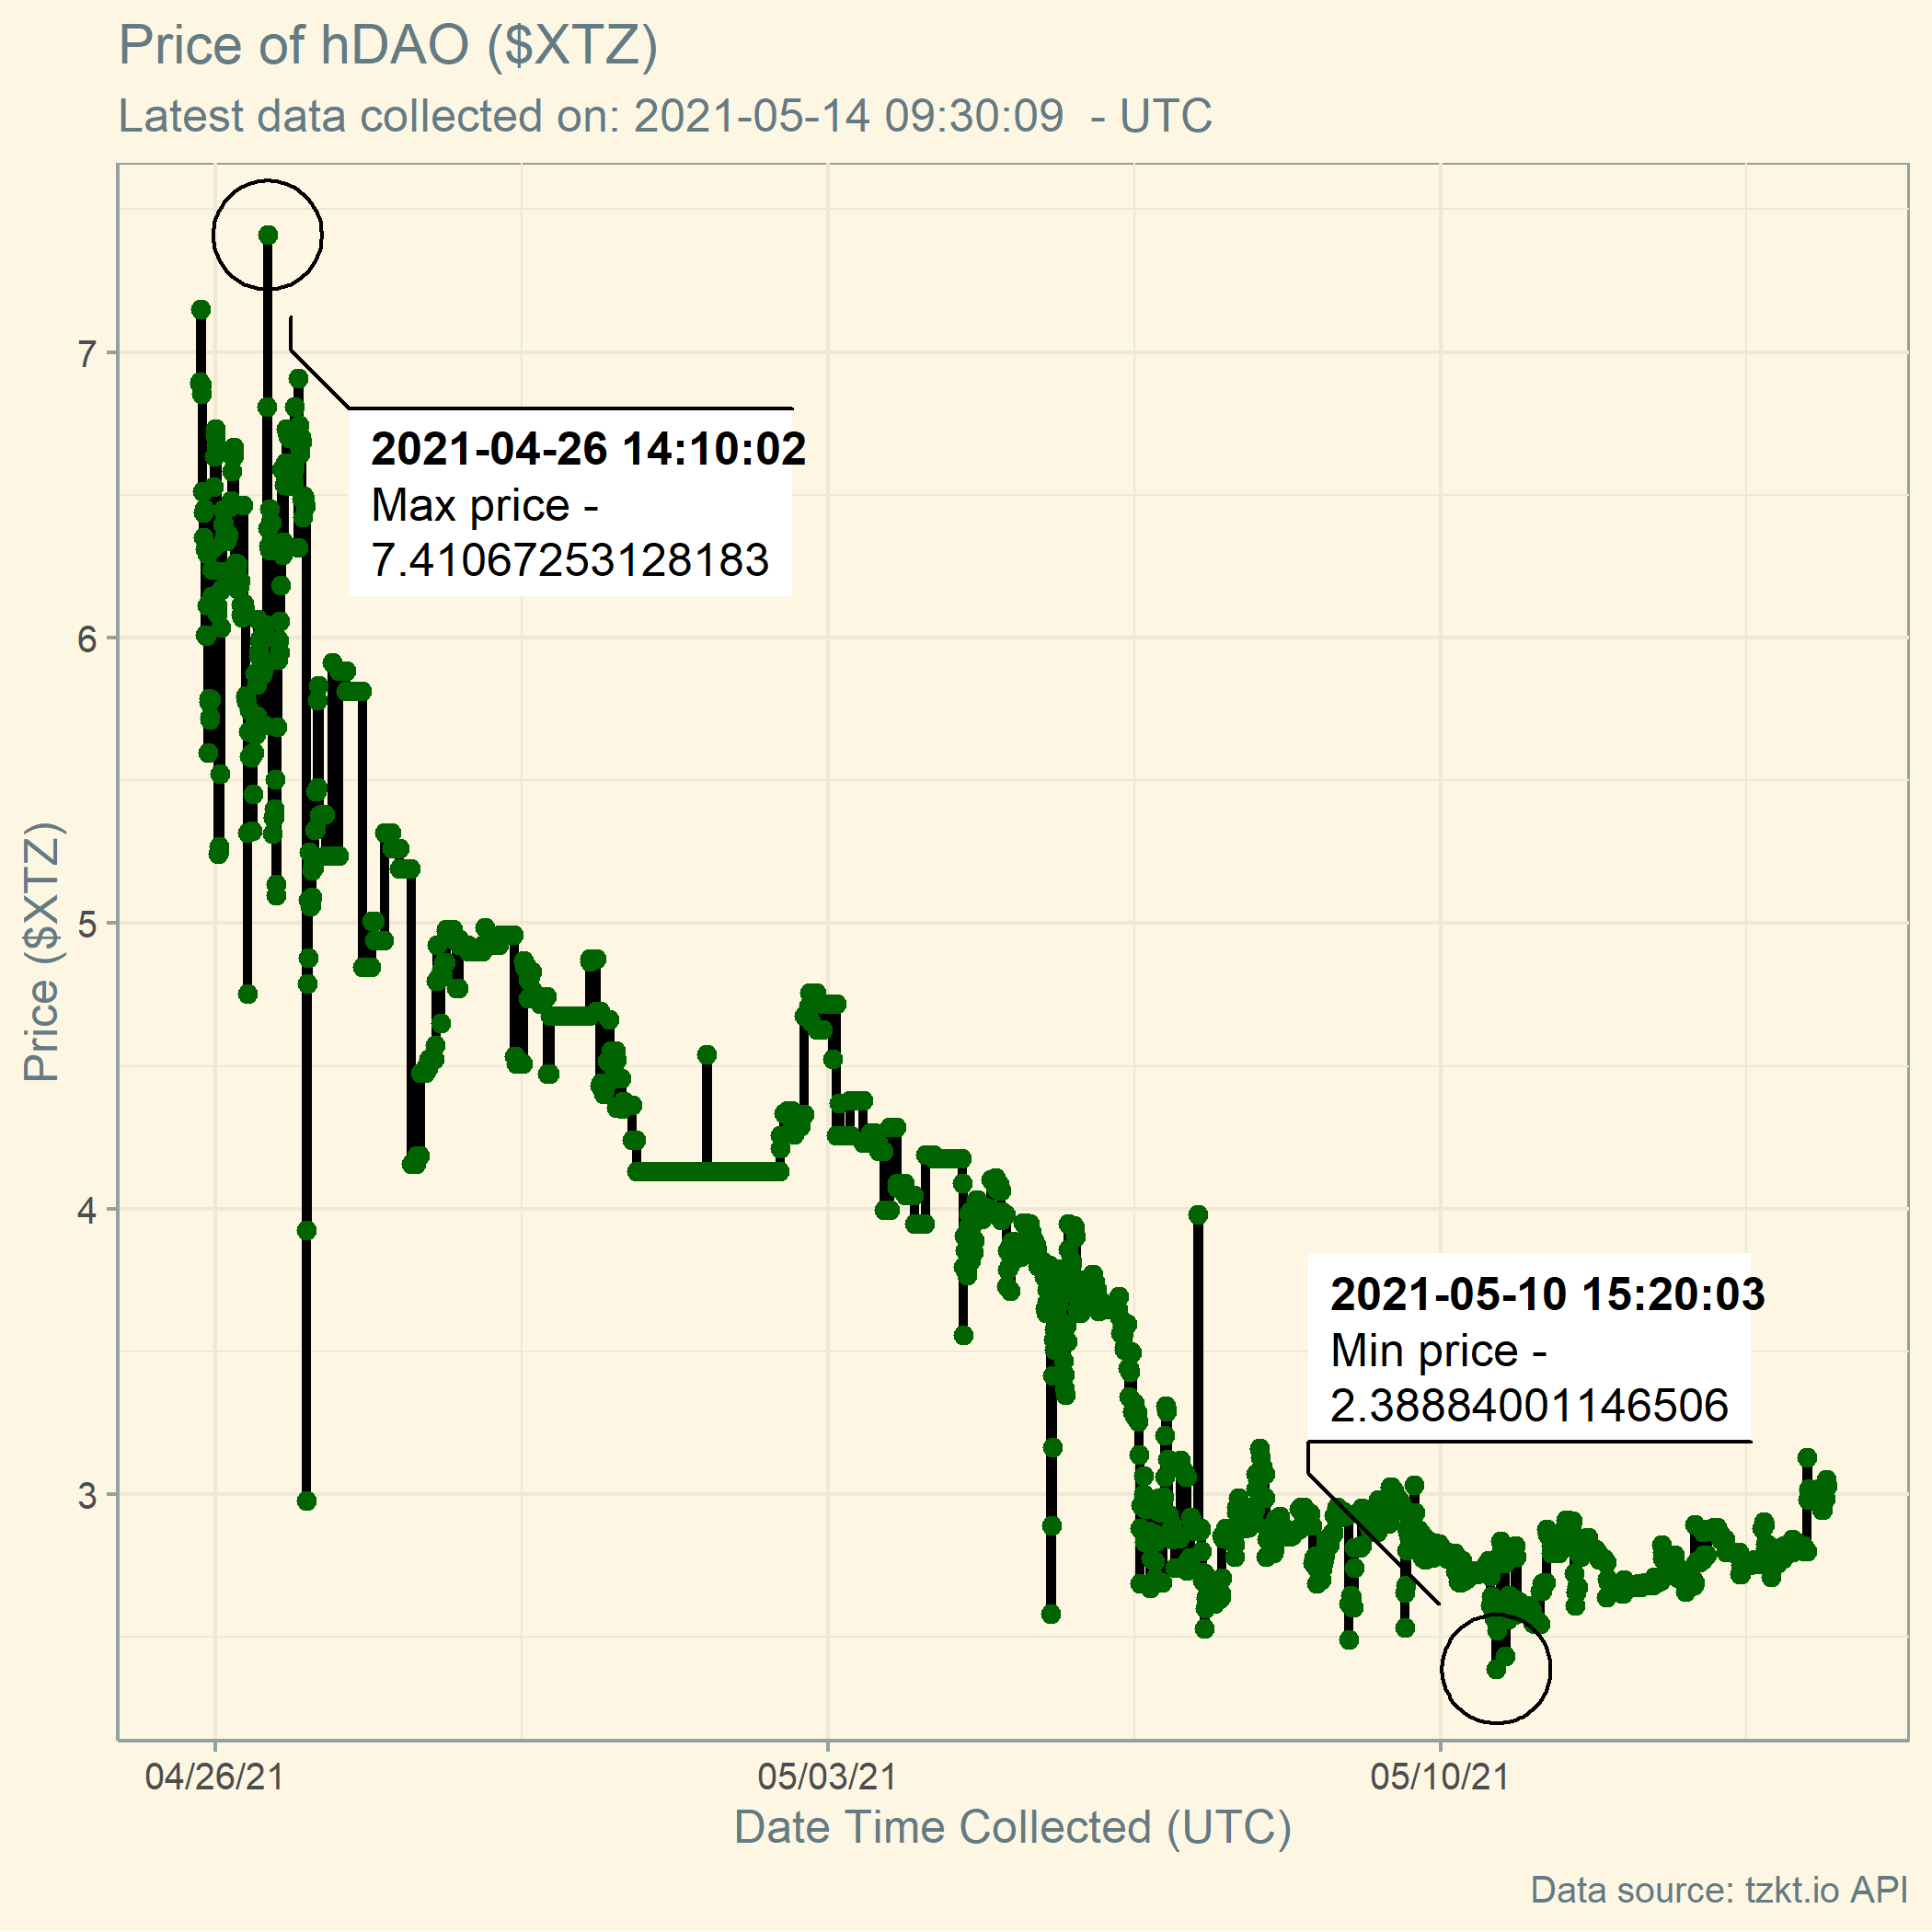 Price of hDAO ($XTZ)
Latest data collected on: 2021-05-14 09:30:09  - UTC
7
6
5
4
3
Price ($XTZ)
2021-04-26 14:10:02
Max price -
7.41067253128183
2021-05-10 15:20:03
Min price -
2.38884001146506
04/26/21
05/03/21
05/10/21
Date Time Collected (UTC)
Data source: tzkt.io API